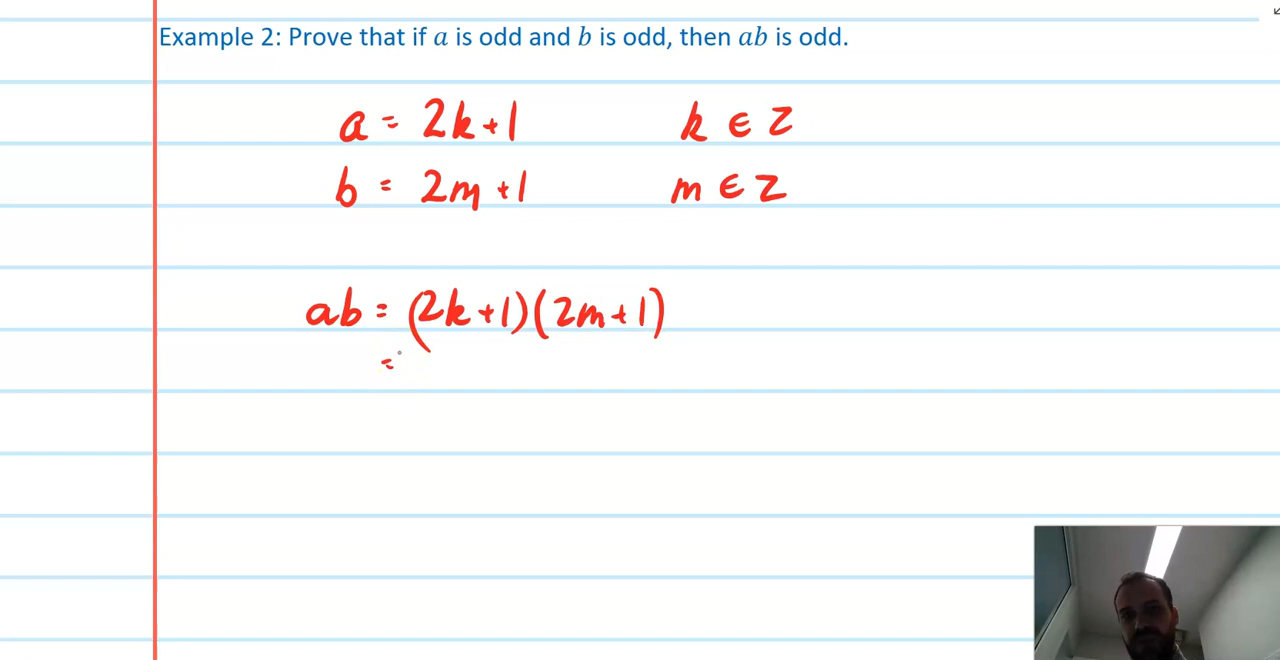 Example 2: Prove that if a is odd and b is odd, then ab is odd.
a = 2k+1 k ∈ Z
b = 2m+1 m ∈ Z
ab = (2k+1)(2m+1)
=